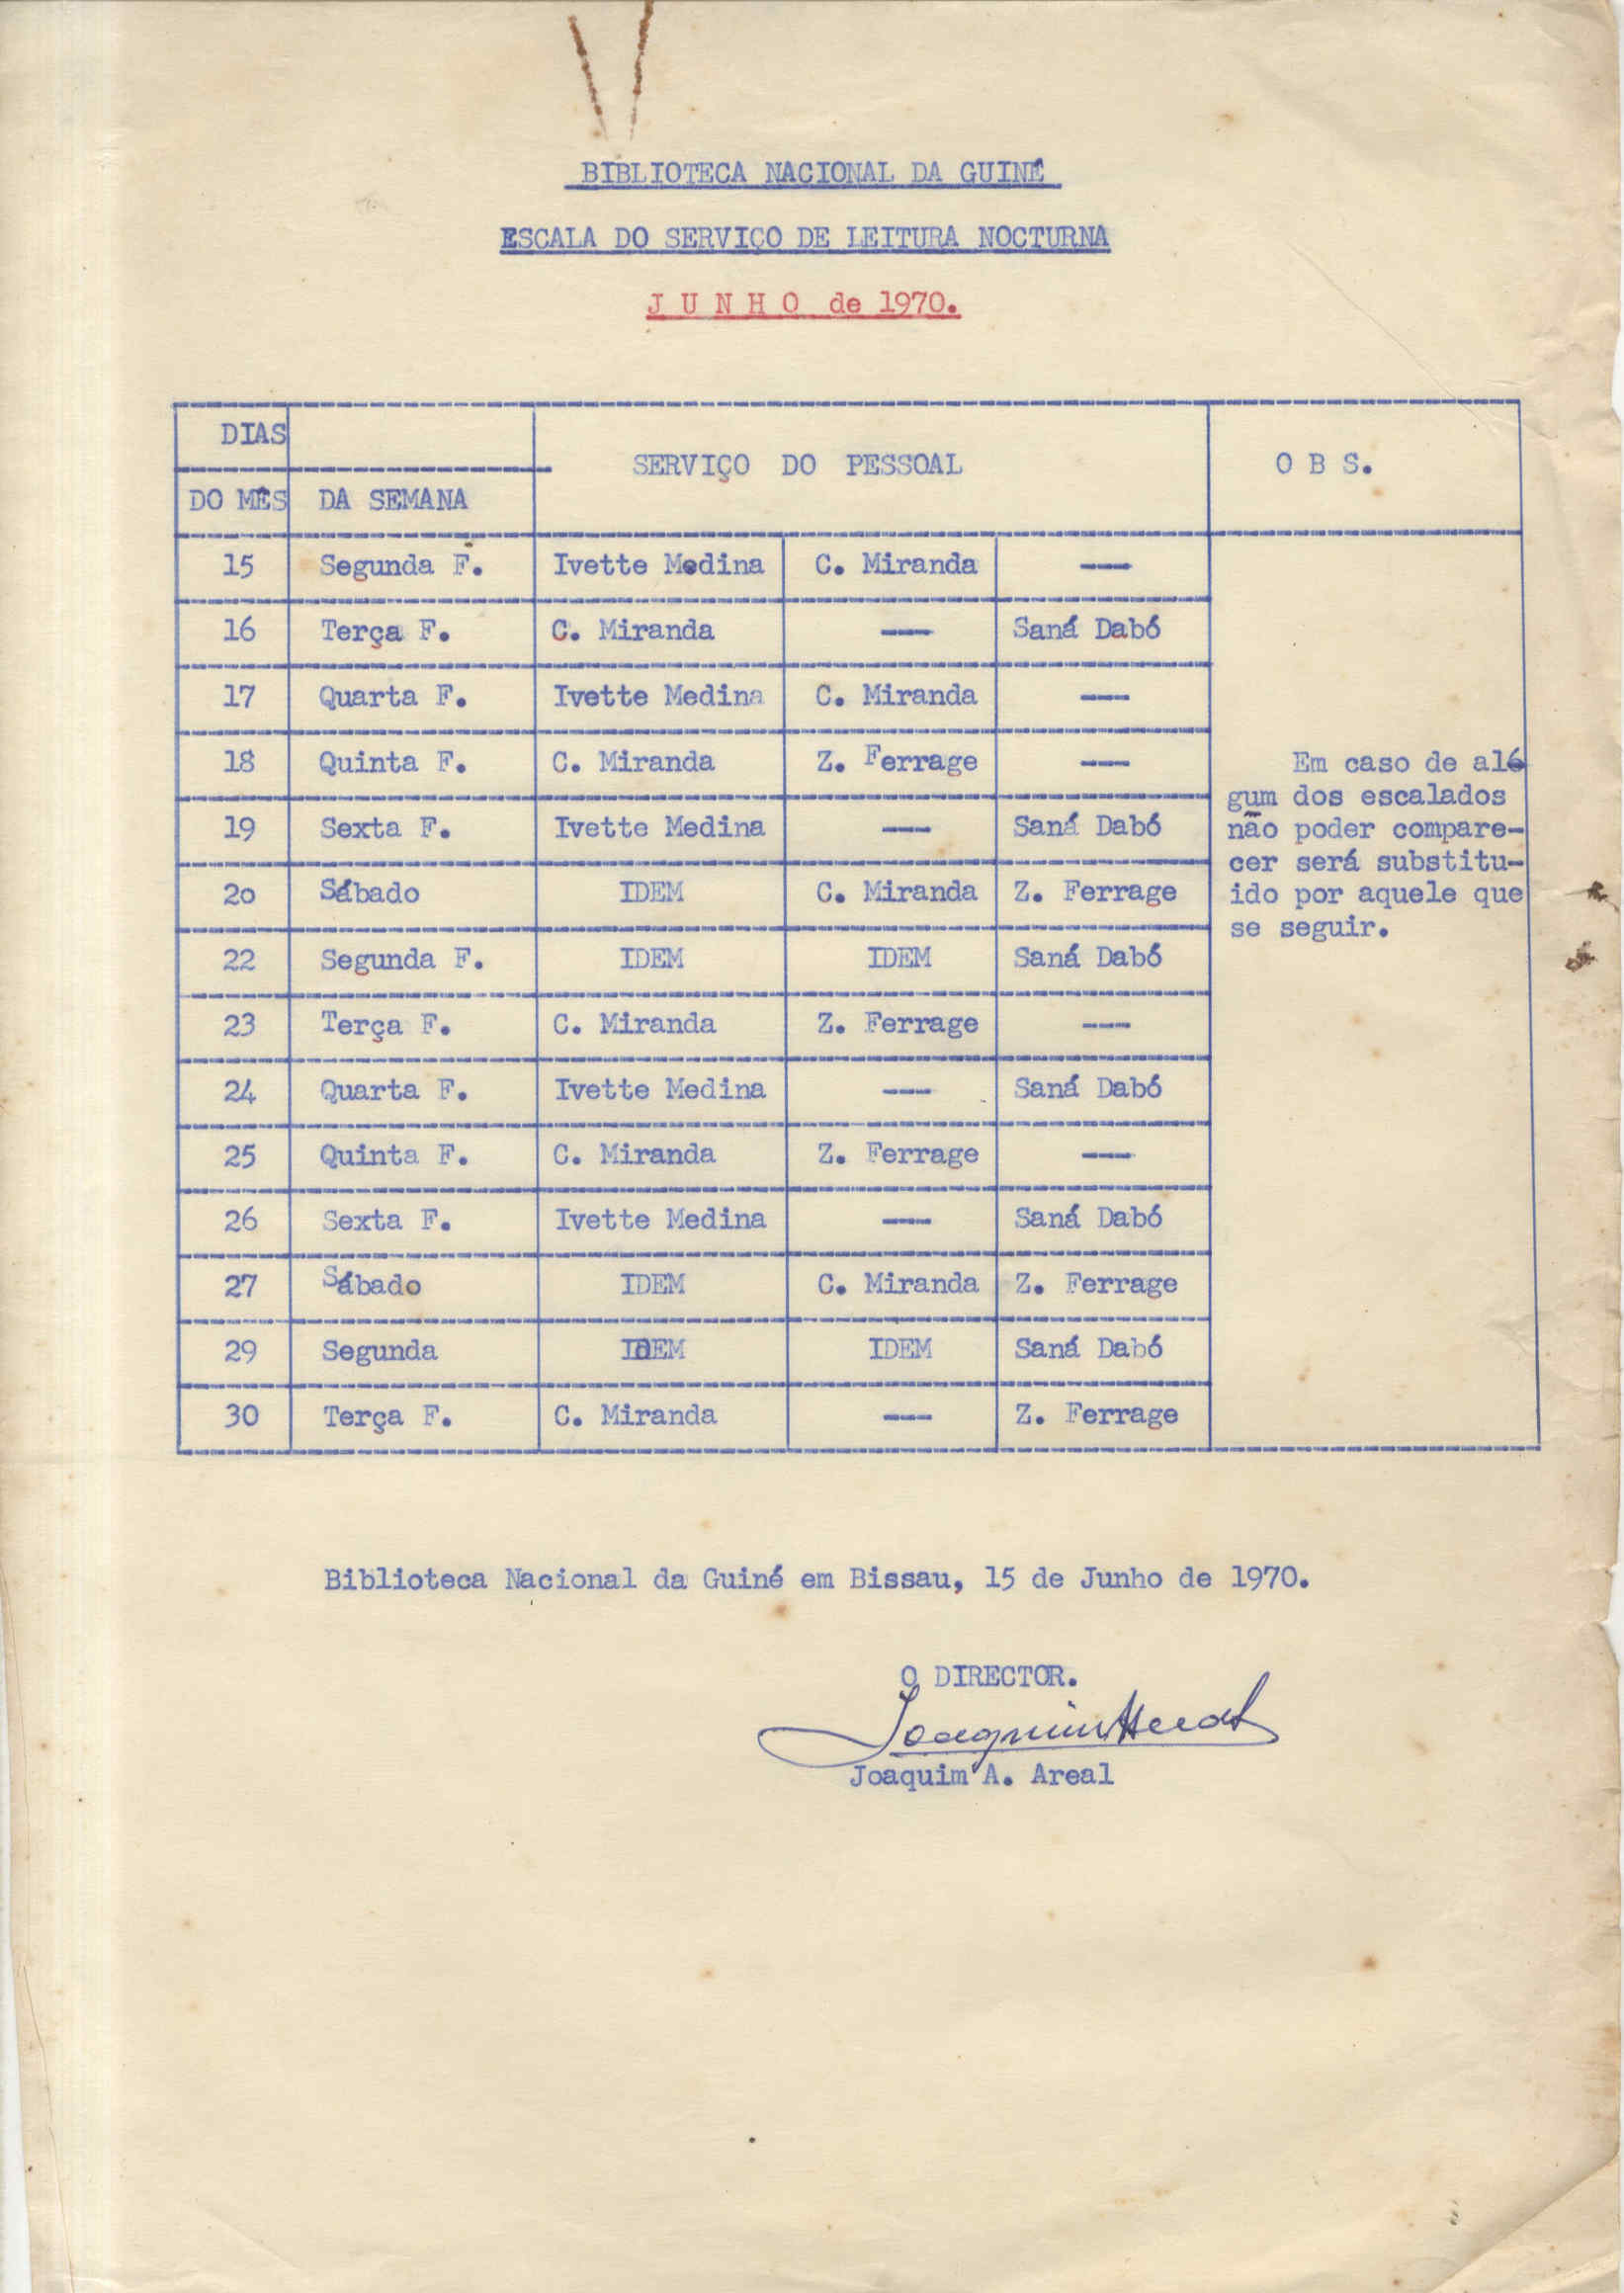 BIBLIOTECA NACIONAL DA GUINÉ
ESCALA DO SERVIÇO DE LEITURA NOCTURNA
J U N H O de 1970.
DIAS
SERVIÇO DO PESSOAL O B S.
DO MÊS DA SEMANA
15 Segunda F. Ivette Medina C. Miranda —
16 Terça F. C. Miranda — Saná Dabó
17 Quarta F. Ivette Medina C. Miranda —
18 Quinta F. C. Miranda Z. Ferrage —
19 Sexta F. Ivette Medina — Saná Dabó
20 Sábado IDEM C. Miranda Z. Ferrage
22 Segunda F. IDEM IDEM Saná Dabó
23 Terça F. C. Miranda Z. Ferrage —
24 Quarta F. Ivette Medina — Saná Dabó
25 Quinta F. C. Miranda Z. Ferrage —
26 Sexta F. Ivette Medina — Saná Dabó
27 Sábado IDEM C. Miranda Z. Ferrage
29 Segunda IDEM IDEM Saná Dabó
30 Terça F. C. Miranda — Z. Ferrage
Em caso de al-
gum dos escalados
não poder compare-
cer será substitu-
ido por aquele que
se seguir.
Biblioteca Nacional da Guiné em Bissau, 15 de Junho de 1970.
O DIRECTOR.
Joaquim Areal
Joaquim A. Areal